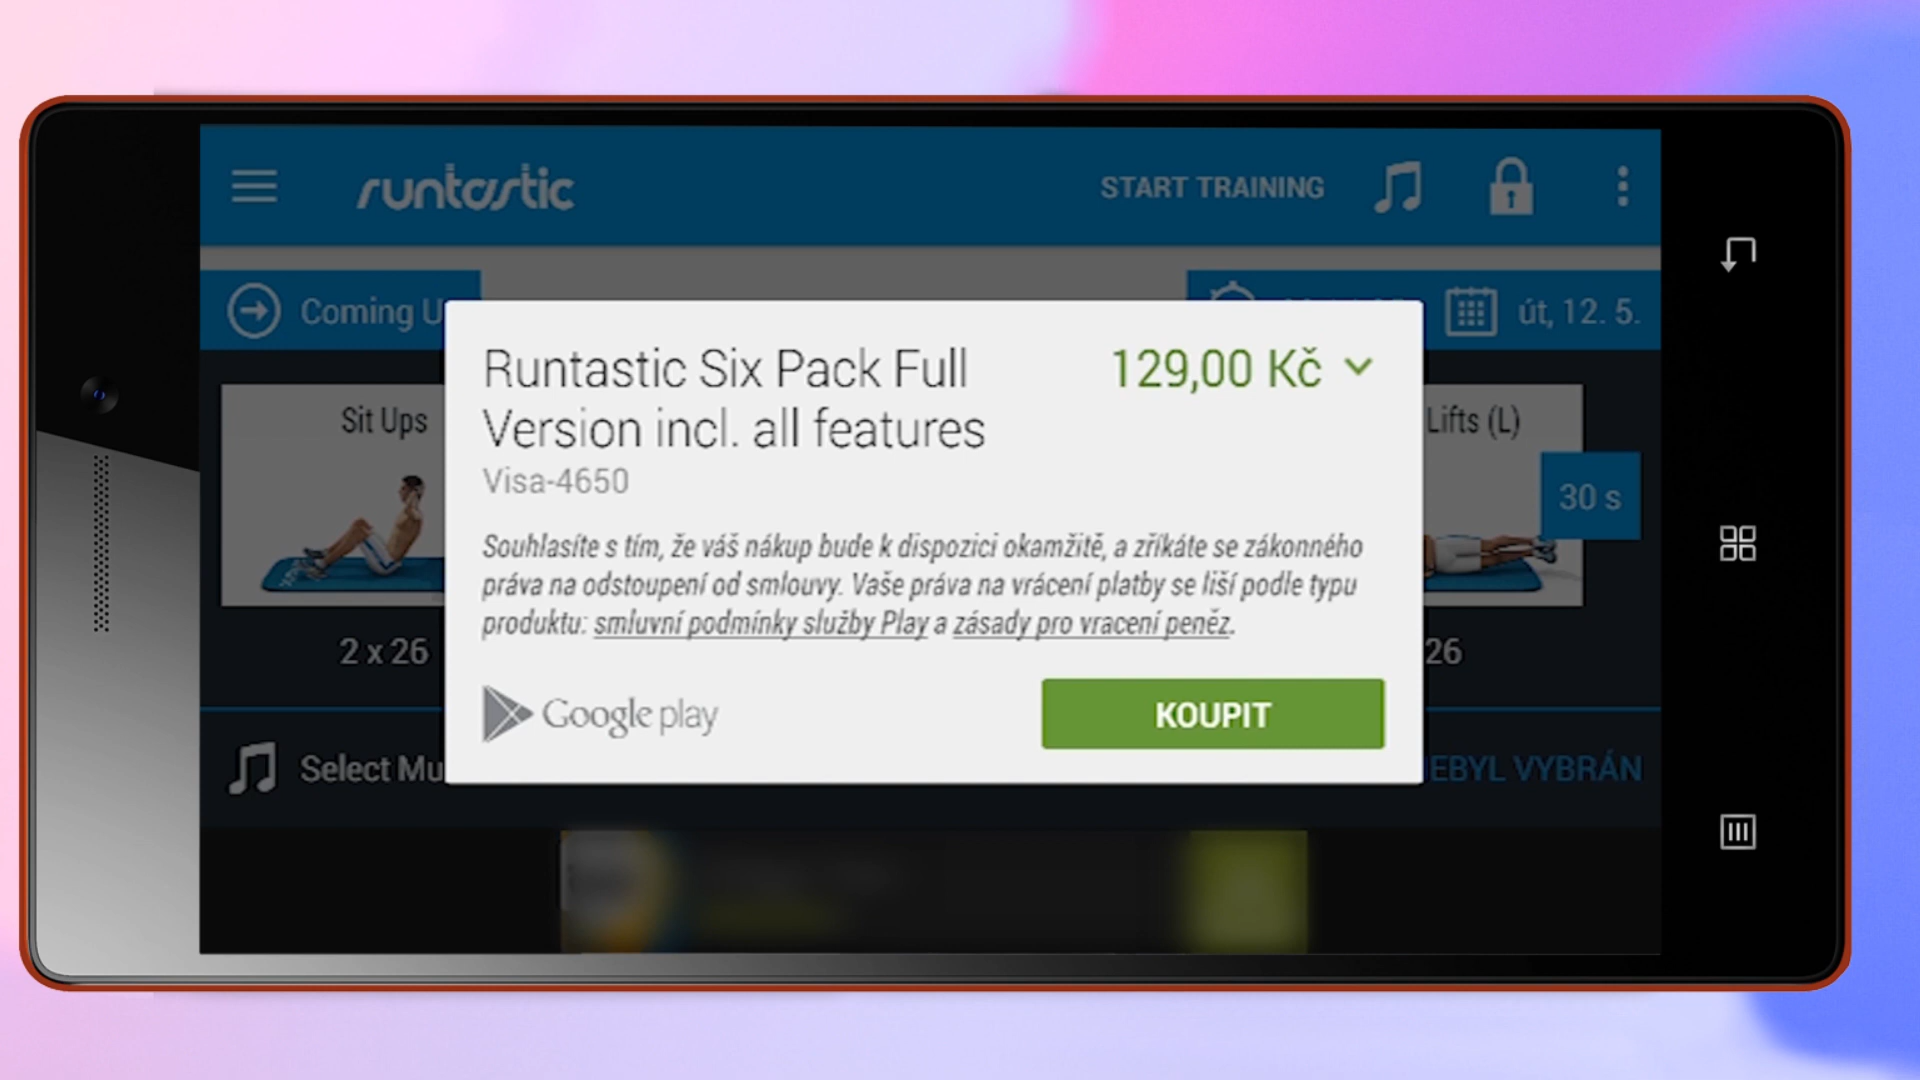 runtastic
START TRAINING
Coming U
út, 12. 5.
Sit Ups
Lifts (L)
30 s
2 x 26
26
Select Mu
EBYL VYBRÁN
Runtastic Six Pack Full
Version incl. all features
129,00 Kč
Visa-4650
Souhlasíte s tím, že váš nákup bude k dispozici okamžitě, a zříkáte se zákonného
práva na odstoupení od smlouvy. Vaše práva na vrácení platby se liší podle typu
produktu: smluvní podmínky služby Play a zásady pro vracení peněz.
Google play
KOUPIT